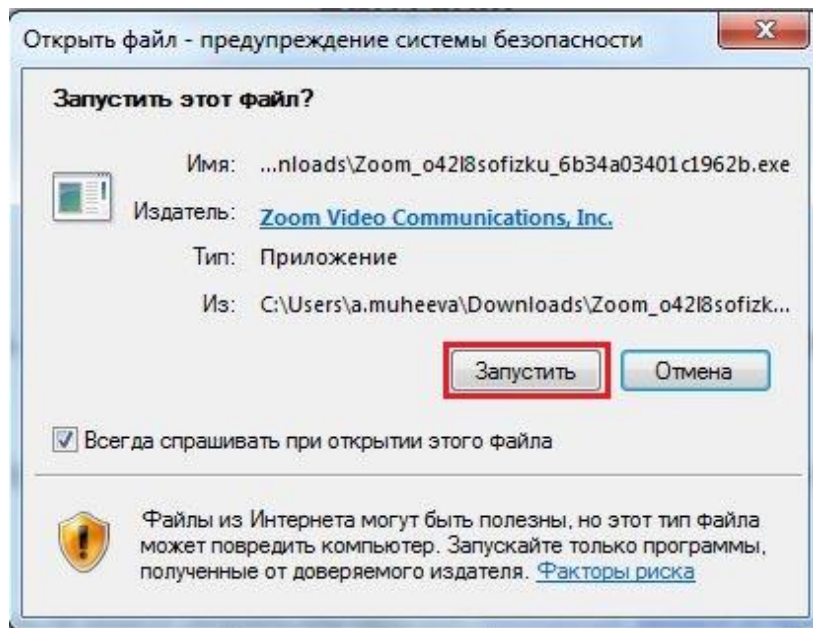 Открыть файл - предупреждение системы безопасности
Запустить этот файл?
Имя: ...nloads\Zoom_o42l8sofizku_6b34a03401c1962b.exe
Издатель: Zoom Video Communications, Inc.
Тип: Приложение
Из: C:\Users\a.muheeva\Downloads\Zoom_o42l8sofizk...
Запустить Отмена
Всегда спрашивать при открытии этого файла
Файлы из Интернета могут быть полезны, но этот тип файла
может повредить компьютер. Запускайте только программы,
полученные от доверяемого издателя. Факторы риска